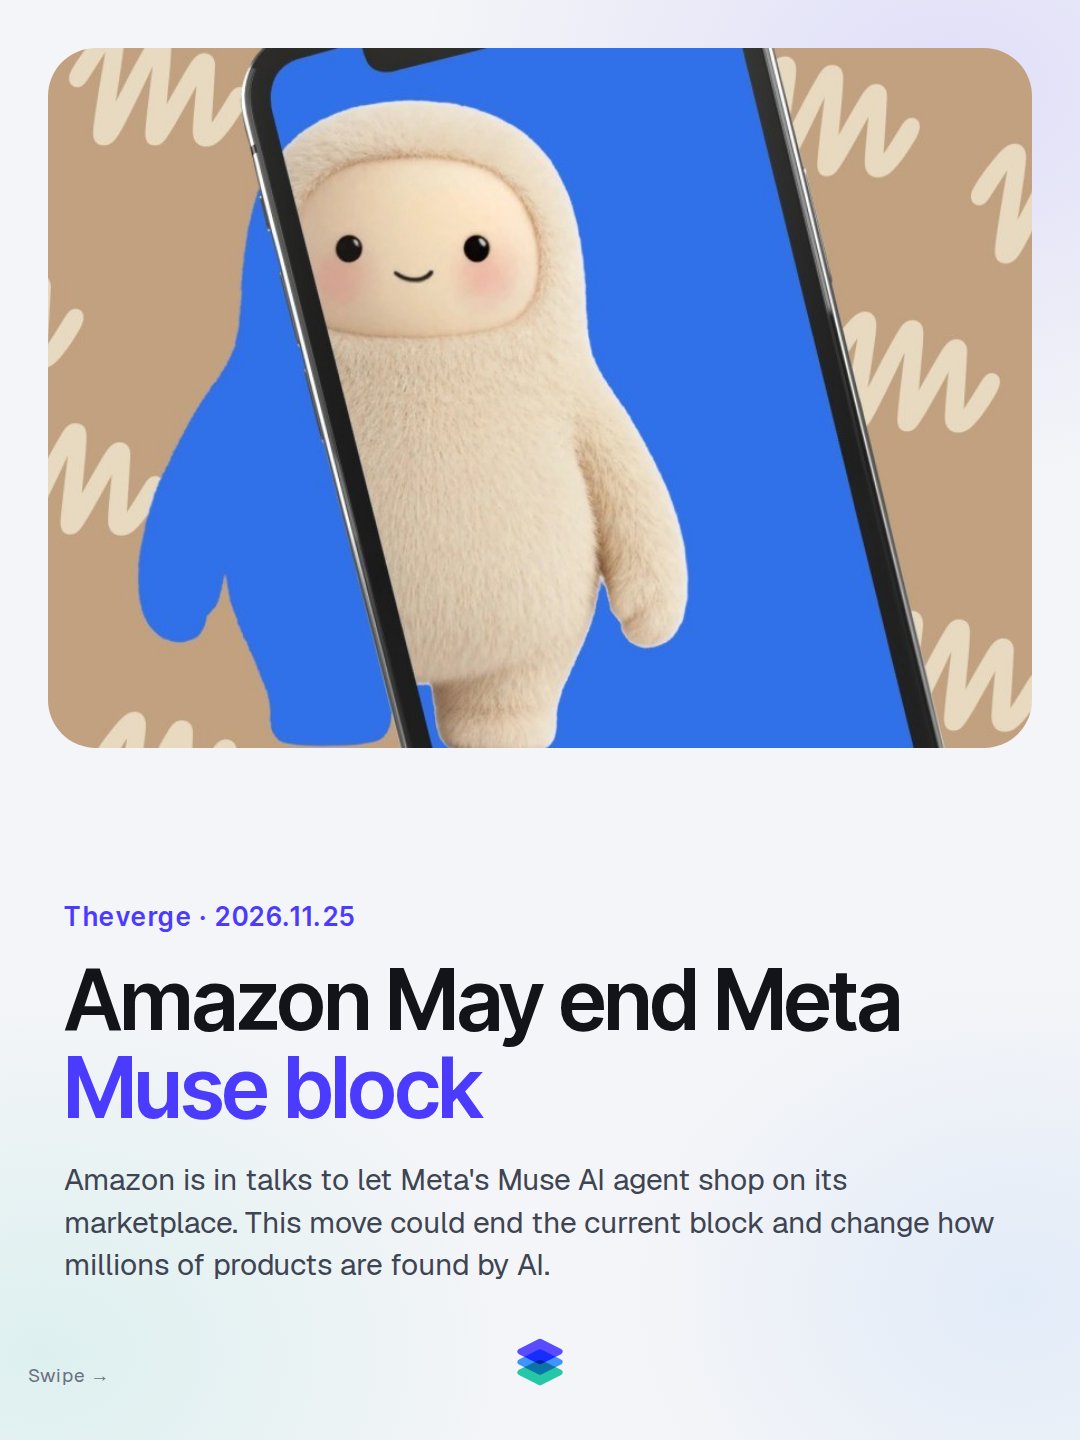 Theverge · 2026.11.25
Amazon May end Meta
Muse block
Amazon is in talks to let Meta's Muse AI agent shop on its
marketplace. This move could end the current block and change how
millions of products are found by AI.
Swipe →